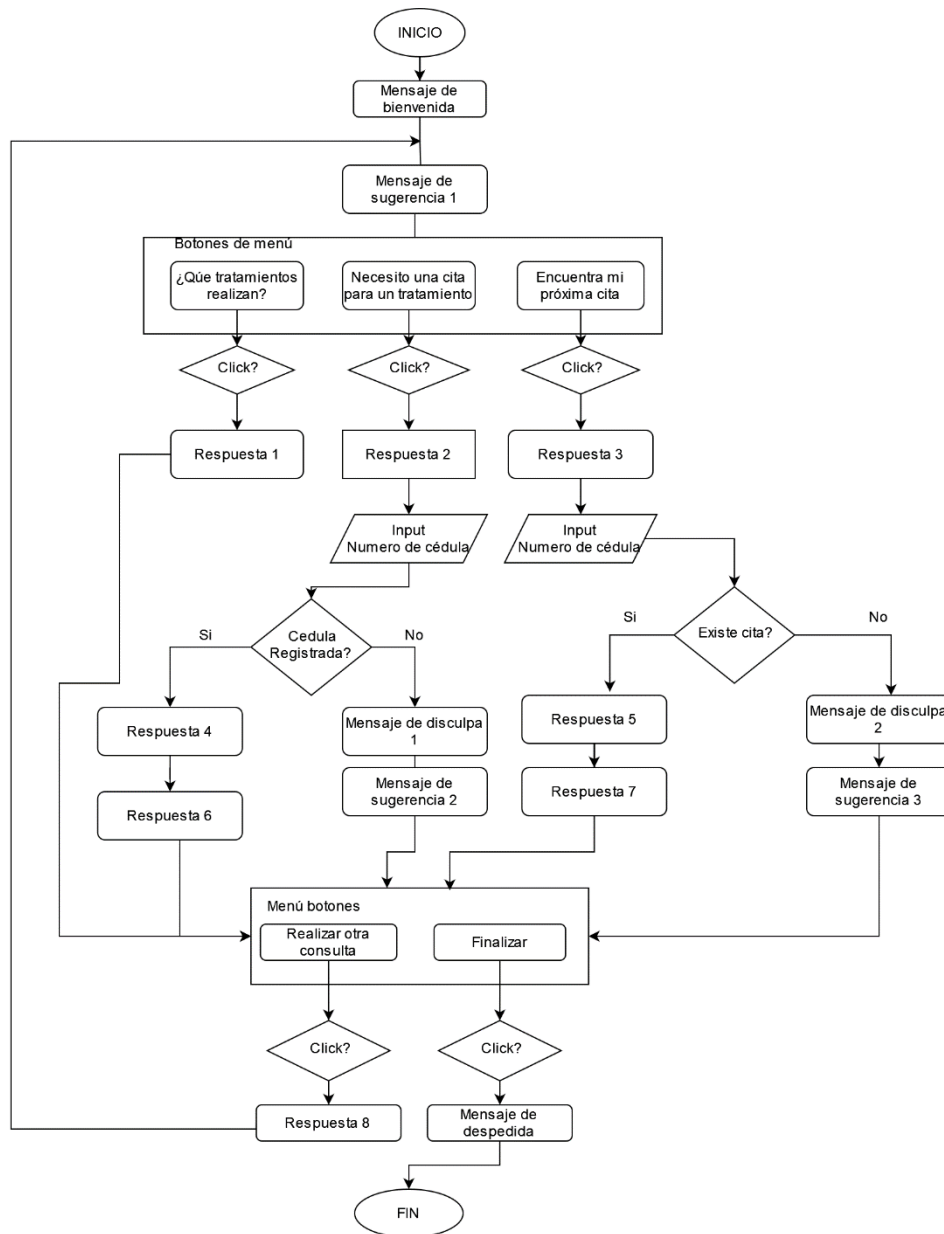 INICIO
Mensaje de
bienvenida
Mensaje de
sugerencia 1
Botones de menú
¿Qúe tratamientos
realizan?
Necesito una cita
para un tratamiento
Encuentra mi
próxima cita
Click?
Click?
Click?
Respuesta 1
Respuesta 2
Respuesta 3
Input
Numero de cédula
Input
Numero de cédula
Si
Cedula
Registrada?
No
Si
Existe cita?
No
Respuesta 4
Mensaje de disculpa
1
Respuesta 5
Mensaje de disculpa
2
Respuesta 6
Mensaje de
sugerencia 2
Respuesta 7
Mensaje de
sugerencia 3
Menú botones
Realizar otra
consulta
Finalizar
Click?
Click?
Respuesta 8
Mensaje de
despedida
FIN